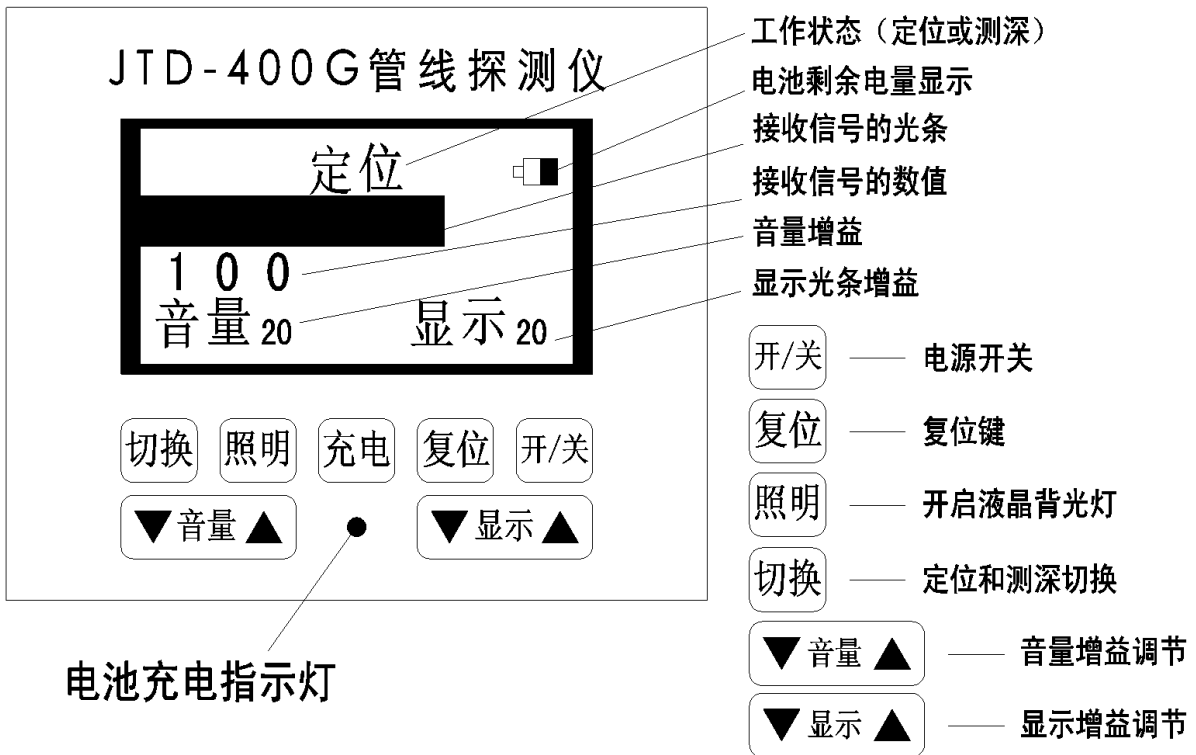 JTD-400G管线探测仪
定位
100
音量20 显示20
切换 照明 充电 复位 开/关
▼音量▲ ▼显示▲
电池充电指示灯
工作状态（定位或测深）
电池剩余电量显示
接收信号的光条
接收信号的数值
音量增益
显示光条增益
开/关 电源开关
复位 复位键
照明 开启液晶背光灯
切换 定位和测深切换
▼音量▲ 音量增益调节
▼显示▲ 显示增益调节